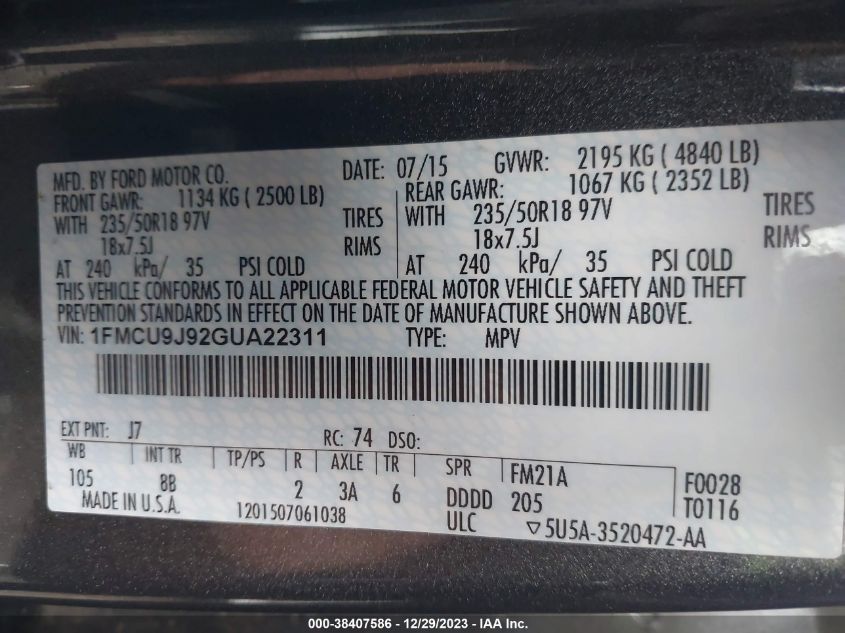 MFD. BY FORD MOTOR CO. DATE: 07/15 GVWR: 2195 KG ( 4840 LB)
FRONT GAWR: 1134 KG ( 2500 LB) REAR GAWR: 1067 KG ( 2352 LB)
WITH 235/50R18 97V TIRES WITH 235/50R18 97V TIRES
18x7.5J RIMS 18x7.5J RIMS
AT 240 kPa/ 35 PSI COLD AT 240 kPa/ 35 PSI COLD
THIS VEHICLE CONFORMS TO ALL APPLICABLE FEDERAL MOTOR VEHICLE SAFETY AND THEFT
PREVENTION STANDARDS IN EFFECT ON THE DATE OF MANUFACTURE SHOWN ABOVE.
VIN: 1FMCU9J92GUA22311 TYPE: MPV
EXT PNT: J7 RC: 74 DSO:
WB INT TR TP/PS R AXLE TR SPR FM21A F0028
105 8B 2 3A 6 DDDD 205 T0116
MADE IN U.S.A. 1201507061038 ULC ▽5U5A-3520472-AA
000-38407586 - 12/29/2023 - IAA Inc.